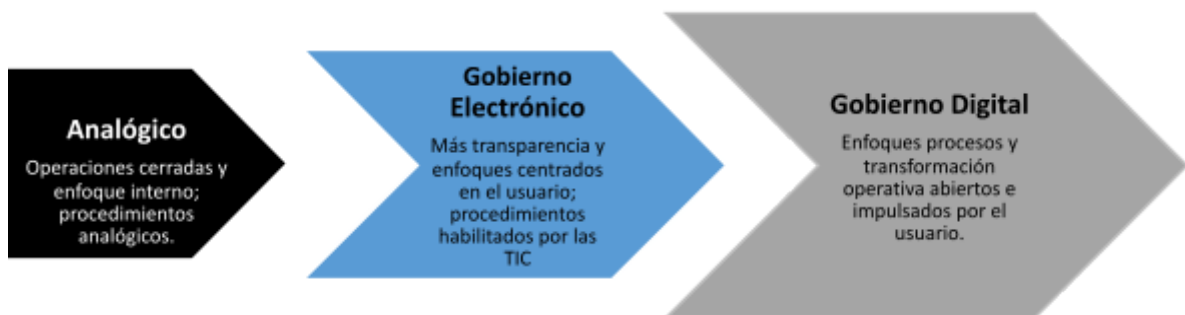 Analógico
Operaciones cerradas y
enfoque interno;
procedimientos
analógicos.
Gobierno
Electrónico
Más transparencia y
enfoques centrados
en el usuario;
procedimientos
habilitados por las
TIC
Gobierno Digital
Enfoques procesos y
transformación
operativa abiertos e
impulsados por el
usuario.